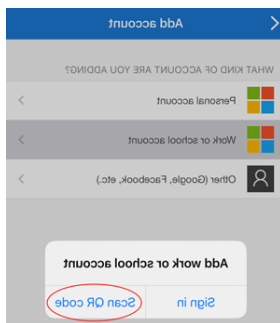 Add account
WHAT KIND OF ACCOUNT ARE YOU ADDING?
Personal account
Work or school account
Other (Google, Facebook, etc.)
Add work or school account
Sign in
Scan QR code